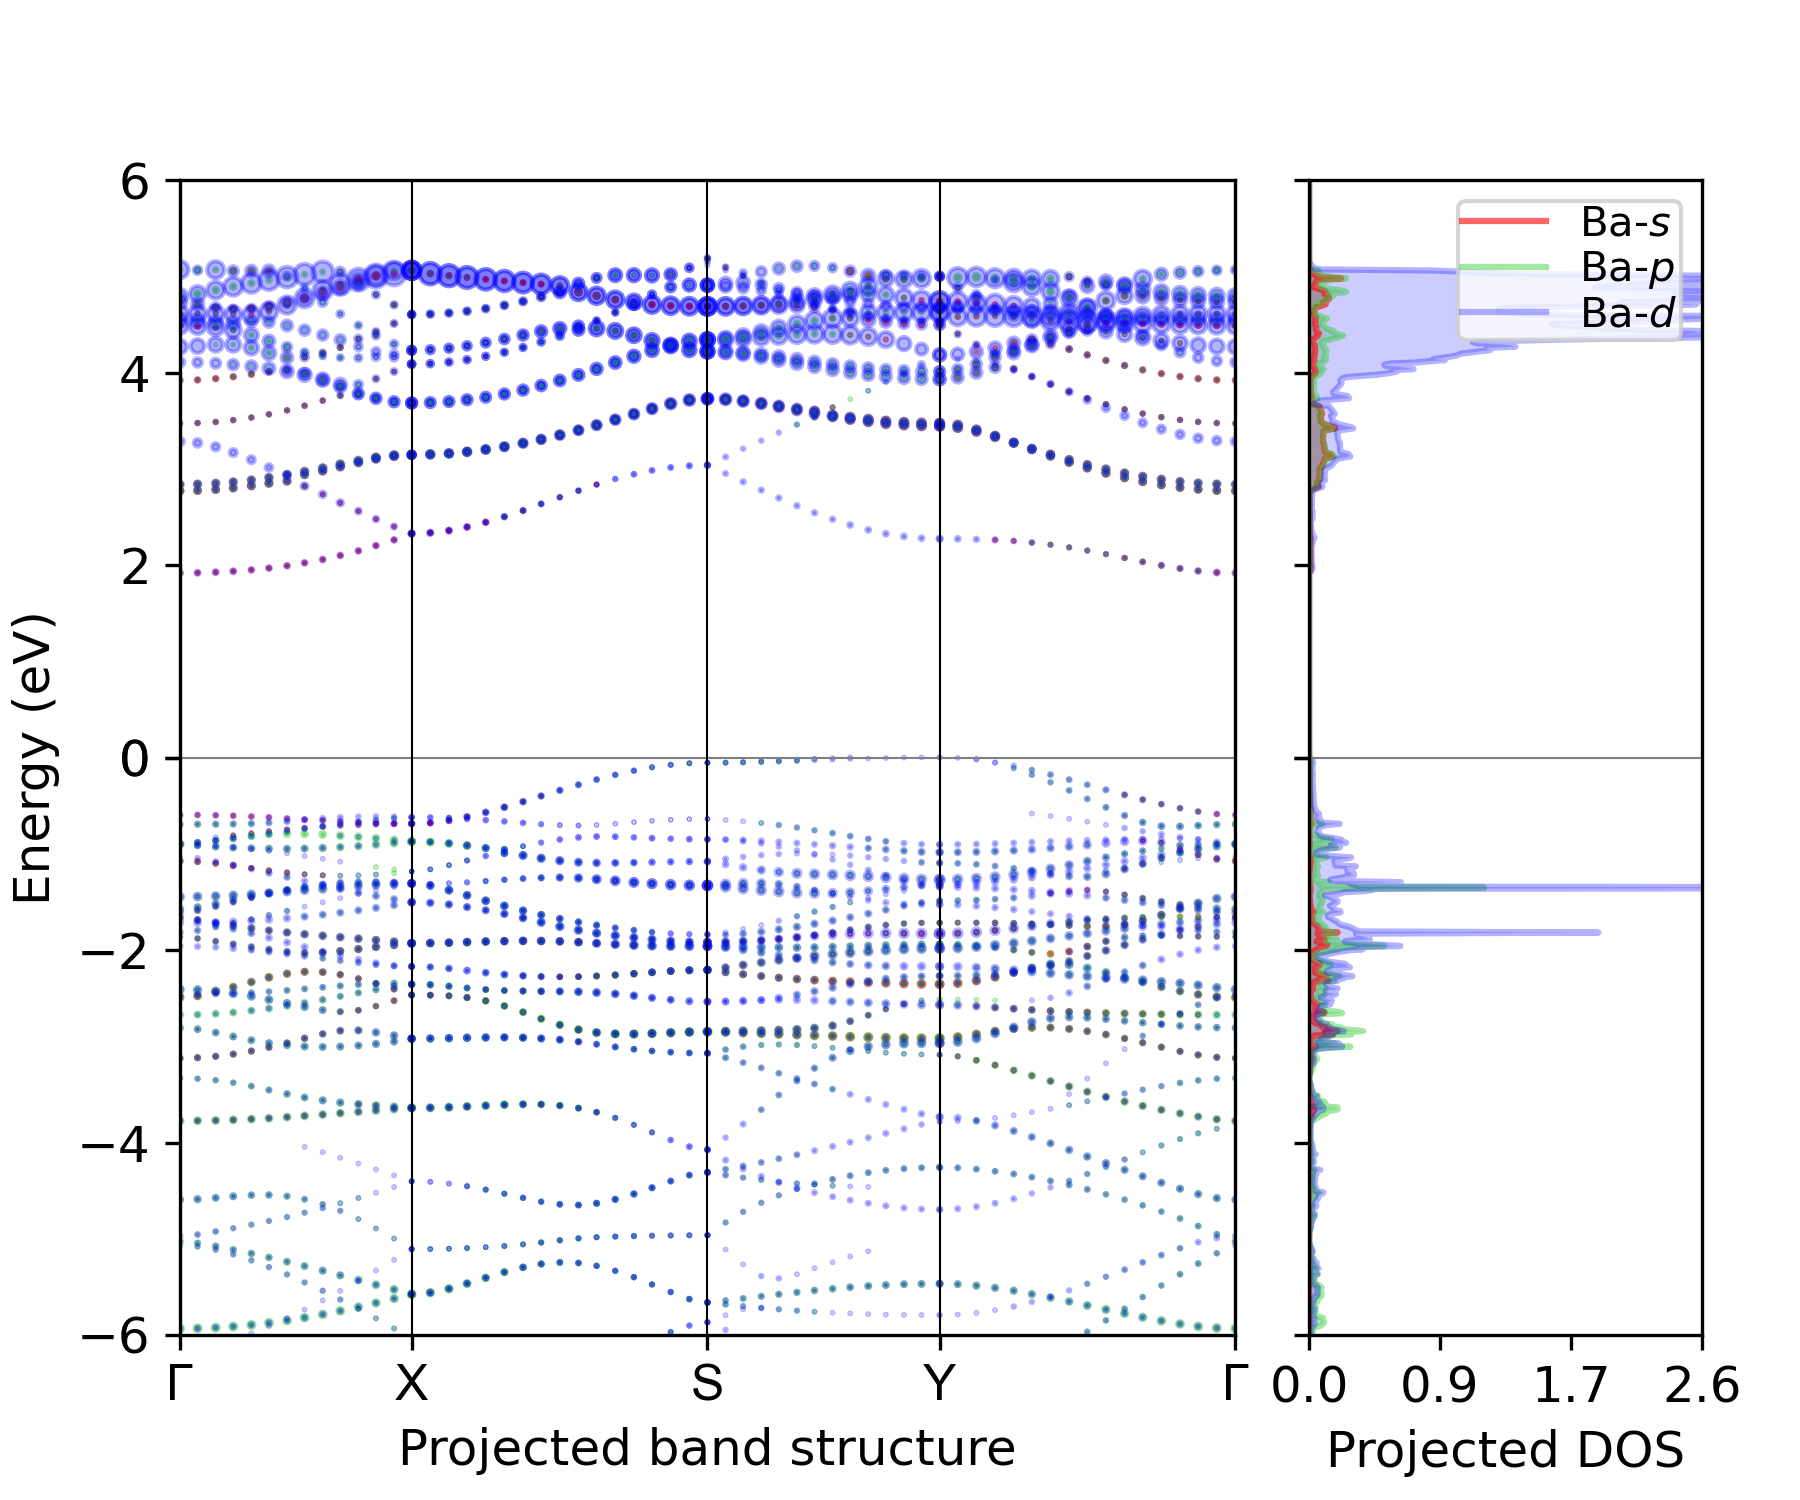 6
4
2
0
−2
−4
−6
Energy (eV)
Γ
X
S
Y
Γ
Projected band structure
Ba-s
Ba-p
Ba-d
0.0
0.9
1.7
2.6
Projected DOS